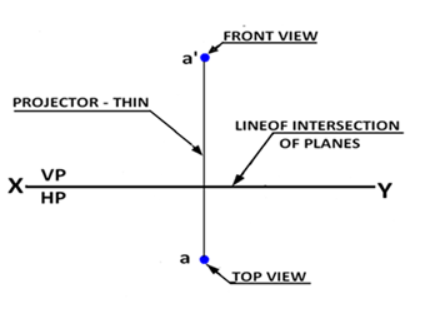 FRONT VIEW
a'
PROJECTOR - THIN
LINEOF INTERSECTION
OF PLANES
VP
X
Y
HP
a
TOP VIEW